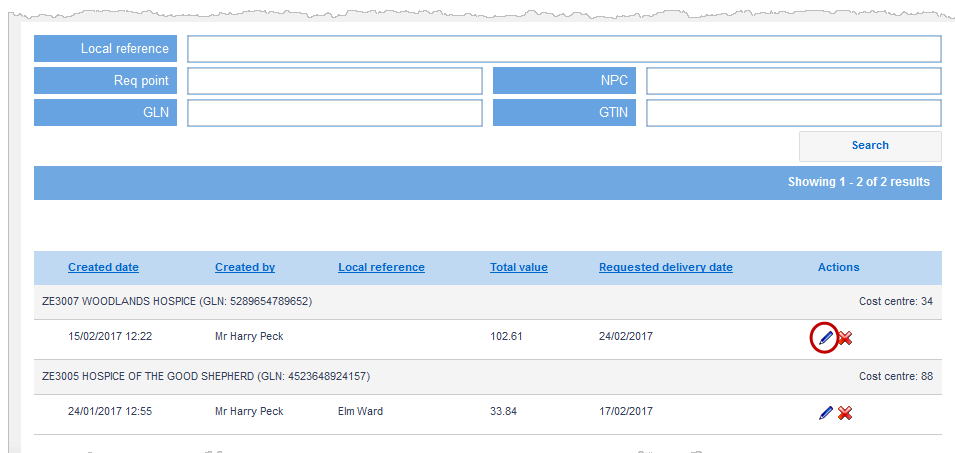 Local reference
Req point NPC
GLN GTIN
Search
Showing 1 - 2 of 2 results
Created date Created by Local reference Total value Requested delivery date Actions
ZE3007 WOODLANDS HOSPICE (GLN: 5289654789652) Cost centre: 34
15/02/2017 12:22 Mr Harry Peck 102.61 24/02/2017
ZE3005 HOSPICE OF THE GOOD SHEPHERD (GLN: 4523648924157) Cost centre: 88
24/01/2017 12:55 Mr Harry Peck Elm Ward 33.84 17/02/2017